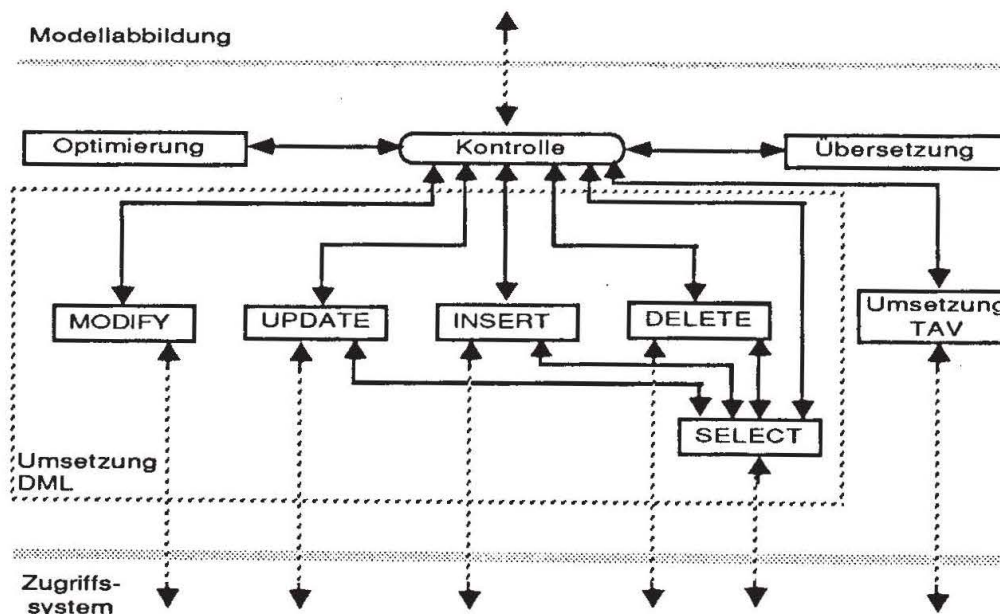 Modellabbildung
Optimierung
Kontrolle
Übersetzung
MODIFY
UPDATE
INSERT
DELETE
Umsetzung
TAV
SELECT
Umsetzung
DML
Zugriffs-
system